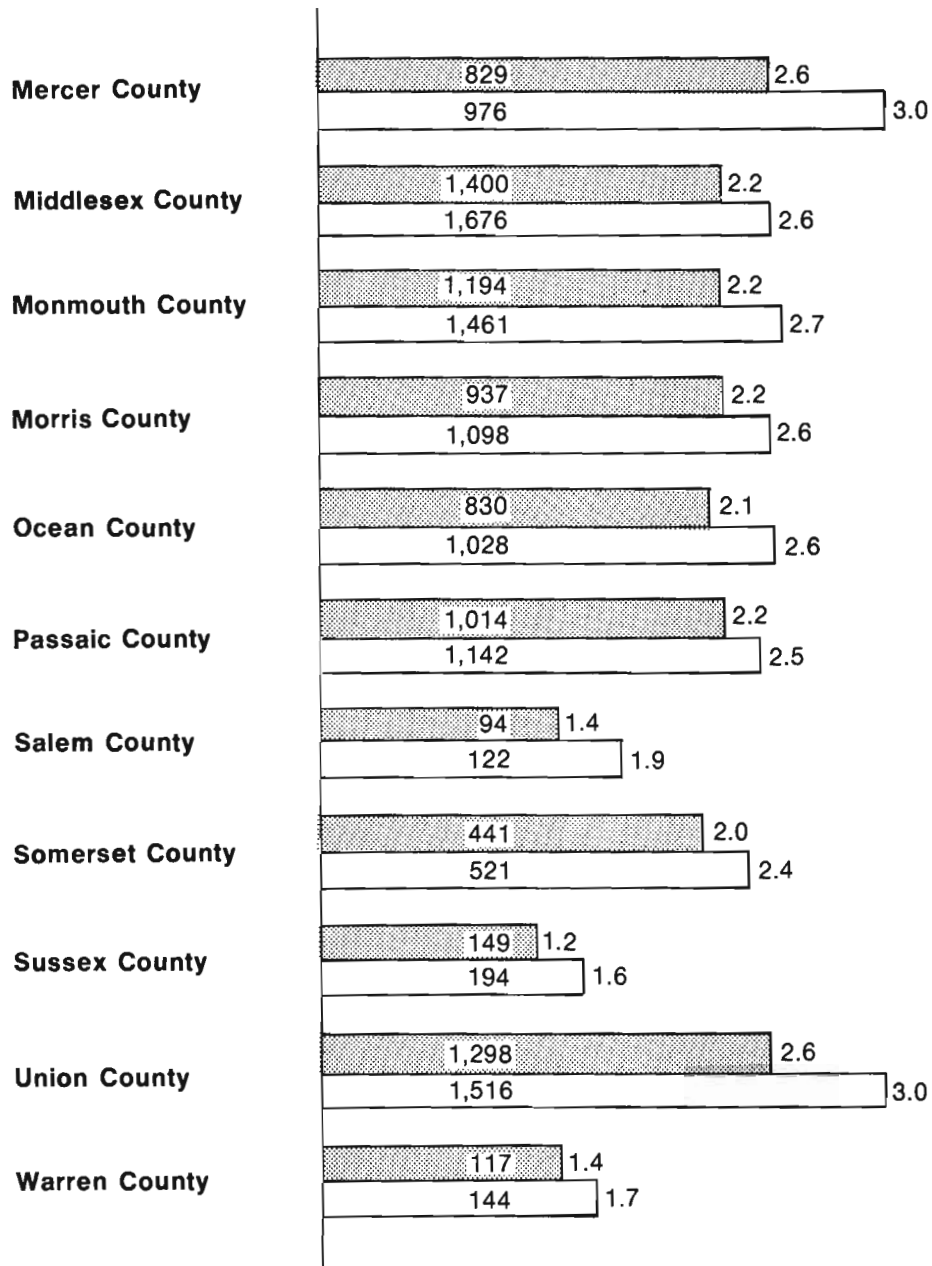 829 2.6
Mercer County
976 3.0
1,400 2.2
Middlesex County
1,676 2.6
1,194 2.2
Monmouth County
1,461 2.7
937 2.2
Morris County
1,098 2.6
830 2.1
Ocean County
1,028 2.6
1,014 2.2
Passaic County
1,142 2.5
94 1.4
Salem County
122 1.9
441 2.0
Somerset County
521 2.4
149 1.2
Sussex County
194 1.6
1,298 2.6
Union County
1,516 3.0
117 1.4
Warren County
144 1.7